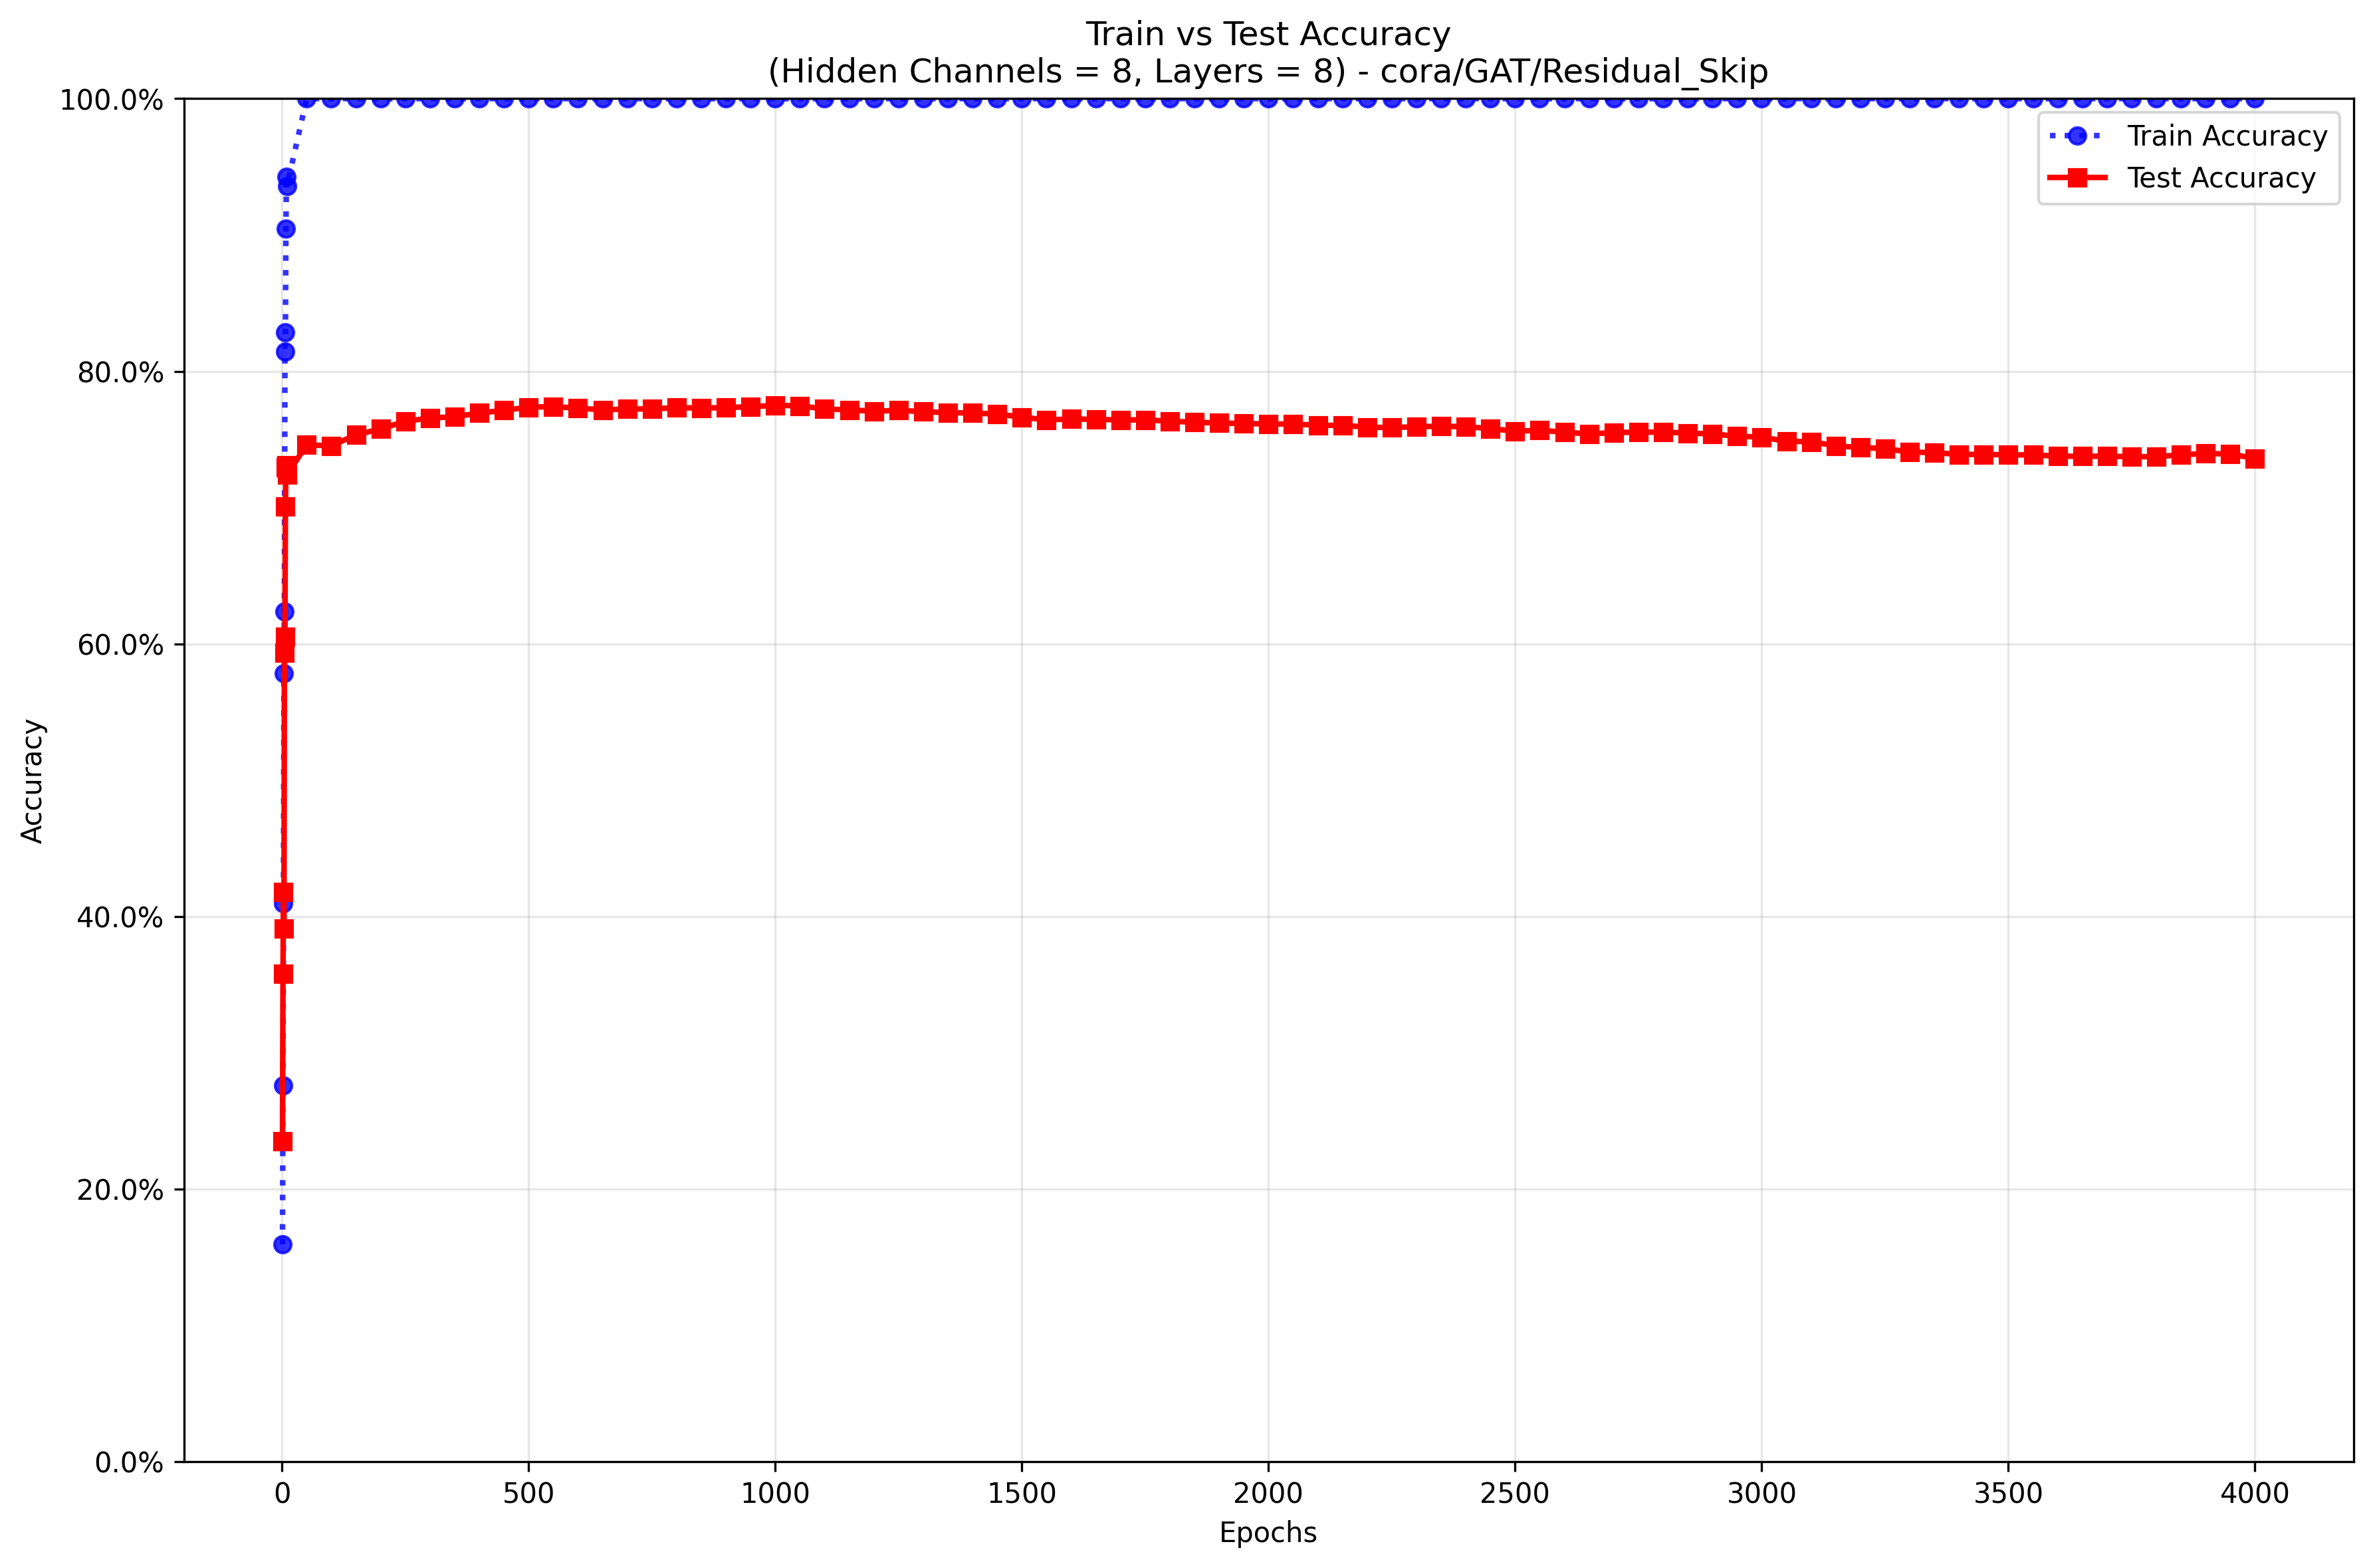 Train vs Test Accuracy
(Hidden Channels = 8, Layers = 8) - cora/GAT/Residual_Skip
100.0%
80.0%
60.0%
40.0%
20.0%
0.0%
Accuracy
Train Accuracy
Test Accuracy
0 500 1000 1500 2000 2500 3000 3500 4000
Epochs